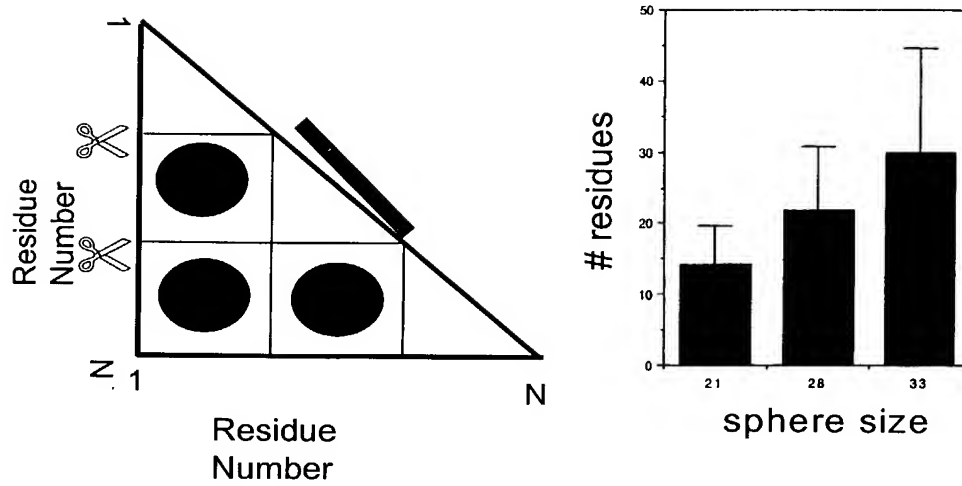 1
Residue
Number
N
1
N
Residue
Number
50
40
30
20
10
0
# residues
21
28
33
sphere size